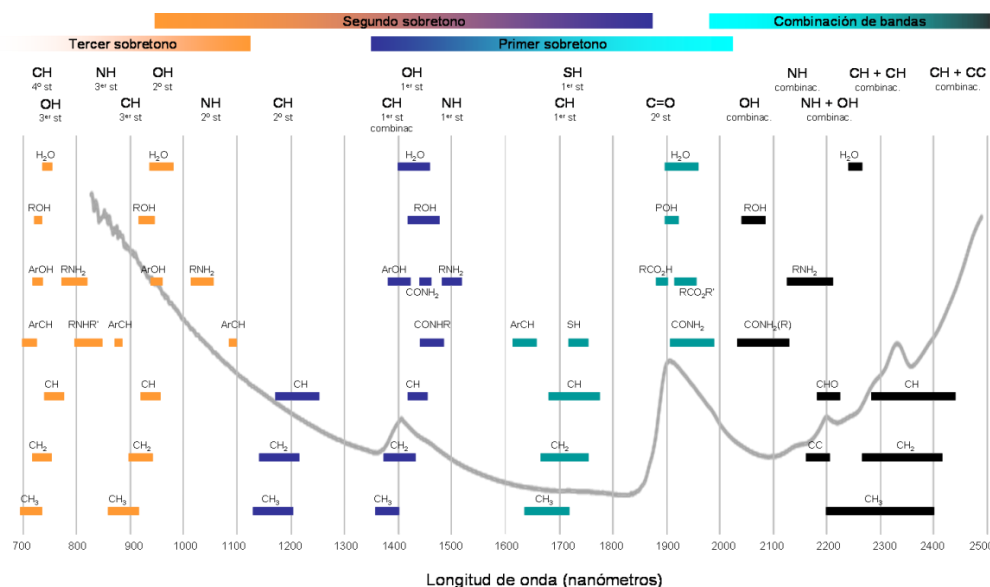 Segundo sobretono
Combinación de bandas
Tercer sobretono
Primer sobretono
CH
4º st
NH
3er st
OH
2º st
OH
1er st
SH
1er st
NH
combinac.
CH + CH
combinac.
CH + CC
combinac.
OH
3er st
CH
3er st
NH
2º st
CH
2º st
CH
1er st
combinac
NH
1er st
CH
1er st
C=O
2º st
OH
combinac.
NH + OH
combinac.
H2O
H2O
H2O
H2O
H2O
ROH
ROH
ROH
POH
ROH
ArOH
RNH2
ArOH
RNH2
ArOH
CONH2
RNH2
RCO2H
RCO2R'
RNH2
ArCH
RNHR'
ArCH
ArCH
CONHR
ArCH
SH
CONH2
CONH2(R)
CH
CH
CH
CH
CH
CHO
CH
CH2
CH2
CH2
CH2
CH2
CC
CH2
CH3
CH3
CH3
CH3
CH3
CH3
700 800 900 1000 1100 1200 1300 1400 1500 1600 1700 1800 1900 2000 2100 2200 2300 2400 2500
Longitud de onda (nanómetros)